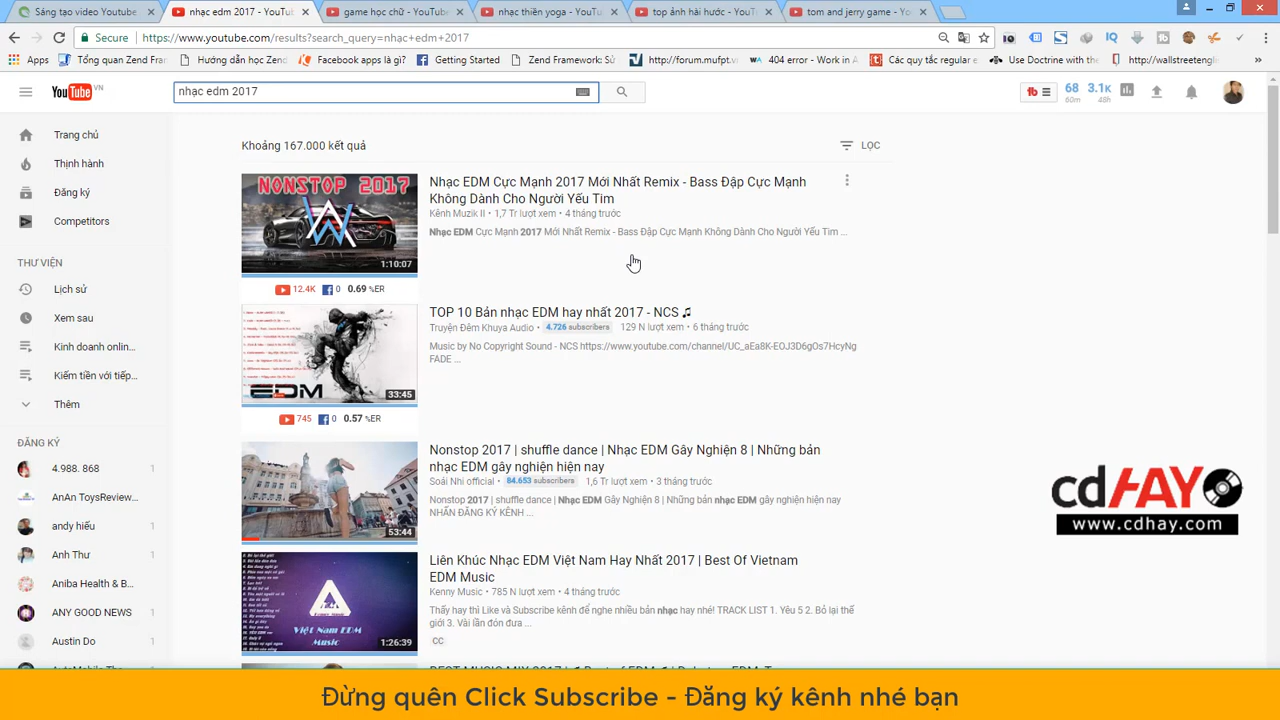 Sáng tạo video Youtube.
nhạc edm 2017 - YouTub
game học chữ - YouTube
nhạc thiền yoga - YouTub
top ảnh hài hước - YouTu
tom and jerry game - You
Secure
https://www.youtube.com/results?search_query=nhạc+edm+2017
Apps
Tổng quan Zend Fran
Hướng dẫn học Zend
Facebook apps là gì?
Getting Started
Zend Framework: Se
http://forum.mufpt.v
404 error - Work in A
Các quy tắc regular e
Use Doctrine with th
http://wallstreetengl
YouTube VN
nhạc edm 2017
68
60m
3.1K
48h
Trang chủ
Thịnh hành
Đăng ký
Competitors
THƯ VIỆN
Lịch sử
Xem sau
Kinh doanh onlin...
Kiếm tiền với tiếp...
Thêm
ĐĂNG KÝ
4.988. 868 1
AnAn ToysReview... 1
andy hiếu 1
Anh Thư 1
Aniba Health & B... 1
ANY GOOD NEWS 1
Austin Do 1
Khoảng 167.000 kết quả
LỌC
NONSTOP 2017
1:10:07
12.4K 0 0.69 %ER
Nhạc EDM Cực Mạnh 2017 Mới Nhất Remix - Bass Đập Cực Mạnh
Không Dành Cho Người Yếu Tim
Kênh Muzik II • 1,7 Tr lượt xem • 4 tháng trước
Nhạc EDM Cực Mạnh 2017 Mới Nhất Remix - Bass Đập Cực Mạnh Không Dành Cho Người Yếu Tim ...
EDM
33:45
745 0 0.57 %ER
TOP 10 Bản nhạc EDM hay nhất 2017 - NCS ♫
Truyện Đêm Khuya Audio • 4.726 subscribers 129 N lượt xem • 6 tháng trước
Music by No Copyright Sound - NCS https://www.youtube.com/channel/UC_aEa8K-EOJ3D6gOs7HcyNg
FADE ...
53:44
Nonstop 2017 | shuffle dance | Nhạc EDM Gây Nghiện 8 | Những bản
nhạc EDM gây nghiện hiện nay
Soái Nhi official • 84.653 subscribers 1,6 Tr lượt xem • 3 tháng trước
Nonstop 2017 | shuffle dance | Nhạc EDM Gây Nghiện 8 | Những bản nhạc EDM gây nghiện hiện nay
NHẤN ĐĂNG KÝ KÊNH ...
Việt Nam EDM
Music
1:26:39
Liên Khúc Nhạc EDM Việt Nam Hay Nhất 2017 | Best Of Vietnam
EDM Music
Kenny Music • 785 N lượt xem • 4 tháng trước
Thấy hay thì Like và Subscribe kênh để nghe nhiều bản nhạc hay nhé! TRACK LIST 1. Yêu 5 2. Bỏ lại thế
giới 3. Vài lần đón đưa ...
CC
cdHAY
www.cdhay.com
Đừng quên Click Subscribe - Đăng ký kênh nhé bạn